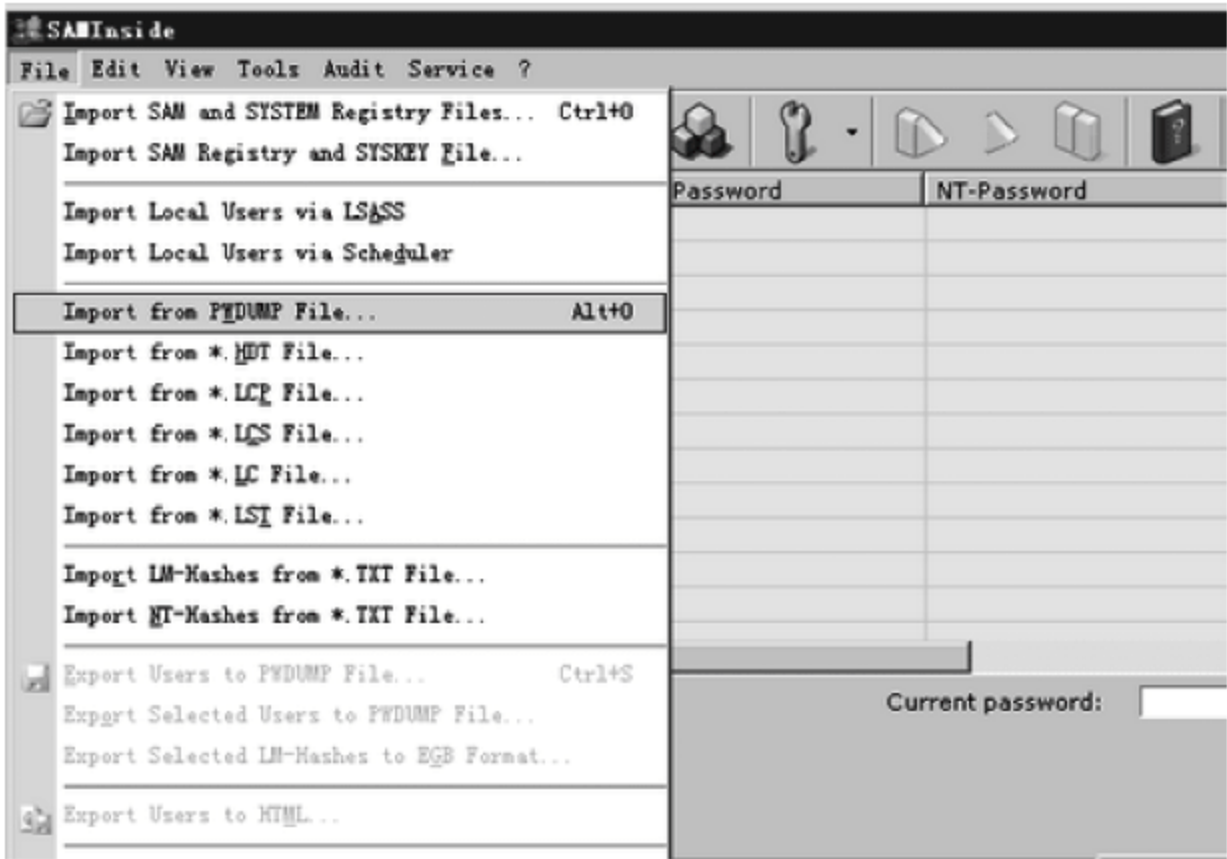 SAMInside
File Edit View Tools Audit Service ?
Import SAM and SYSTEM Registry Files... Ctrl+O
Import SAM Registry and SYSKEY File...
Import Local Users via LSASS
Import Local Users via Scheduler
Import from PWDUMP File... Alt+O
Import from *.HDT File...
Import from *.LCP File...
Import from *.LCS File...
Import from *.LC File...
Import from *.LST File...
Import LM-Hashes from *.TXT File...
Import NT-Hashes from *.TXT File...
Export Users to PWDUMP File... Ctrl+S
Export Selected Users to PWDUMP File...
Export Selected LM-Hashes to EGB Format...
Export Users to HTML...
Password NT-Password
Current password: